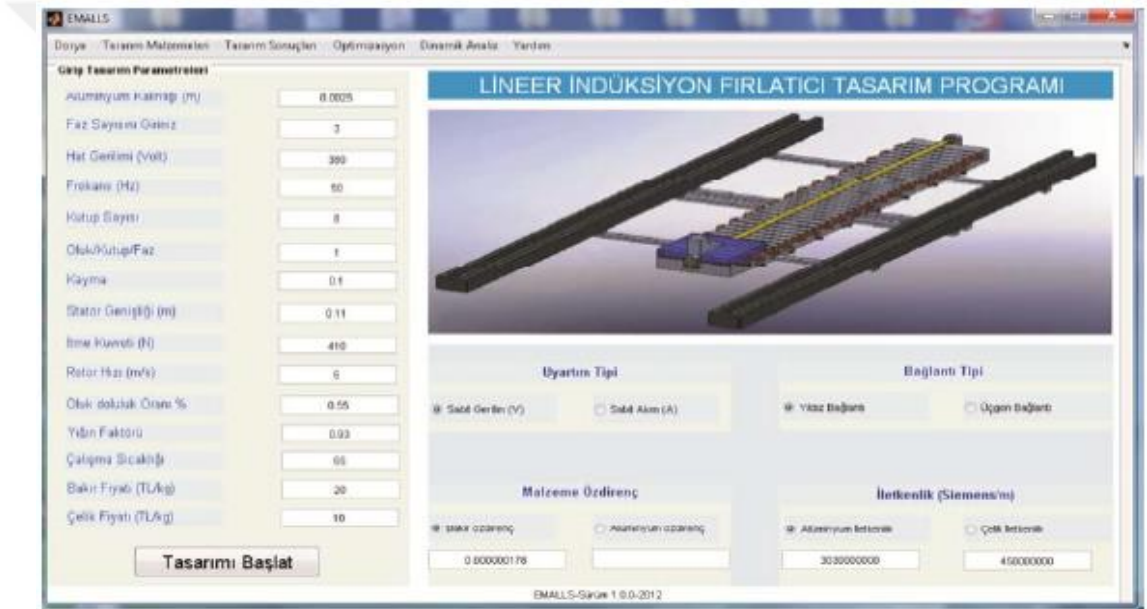 EMALLS
Dosya Tasarım Malzemeleri Tasarım Sonuçları Optimizasyon Dinamik Analiz Yardım
Giriş Tasarım Parametreleri
Alüminyum Kalınlığı (m) 0.0025
Faz Sayısını Giriniz 3
Hat Gerilimi (Volt) 380
Frekans (Hz) 50
Kutup Sayısı 8
Oluk/Kutup/Faz 1
Kayma 0.1
Stator Genişliği (m) 0.11
İtme Kuvveti (N) 410
Rotor Hızı (m/s) 6
Oluk doluluk Oranı % 0.55
Yığın Faktörü 0.93
Çalışma Sıcaklığı 65
Bakır Fiyatı (TL/kg) 20
Çelik Fiyatı (TL/kg) 10
Tasarımı Başlat
LİNEER İNDÜKSİYON FIRLATICI TASARIM PROGRAMI
Uyartım Tipi
Sabit Gerilim (V) Sabit Akım (A)
Bağlantı Tipi
Yıldız Bağlantı Üçgen Bağlantı
Malzeme Özdirenç
Bakır özdirenç Alüminyum özdirenç
0.000000178
İletkenlik (Siemens/m)
Alüminyum İletkenlik Çelik İletkenlik
3030000000 450000000
EMALLS-Sürüm 1.0.0-2012